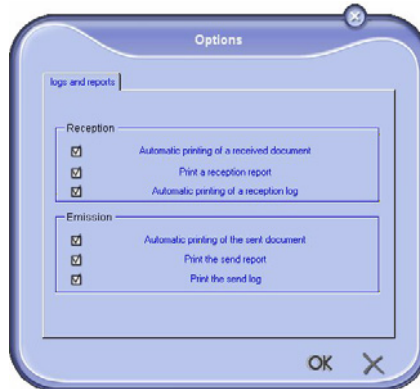 Options
logs and reports
Reception
Automatic printing of a received document
Print a reception report
Automatic printing of a reception log
Emission
Automatic printing of the sent document
Print the send report
Print the send log
OK